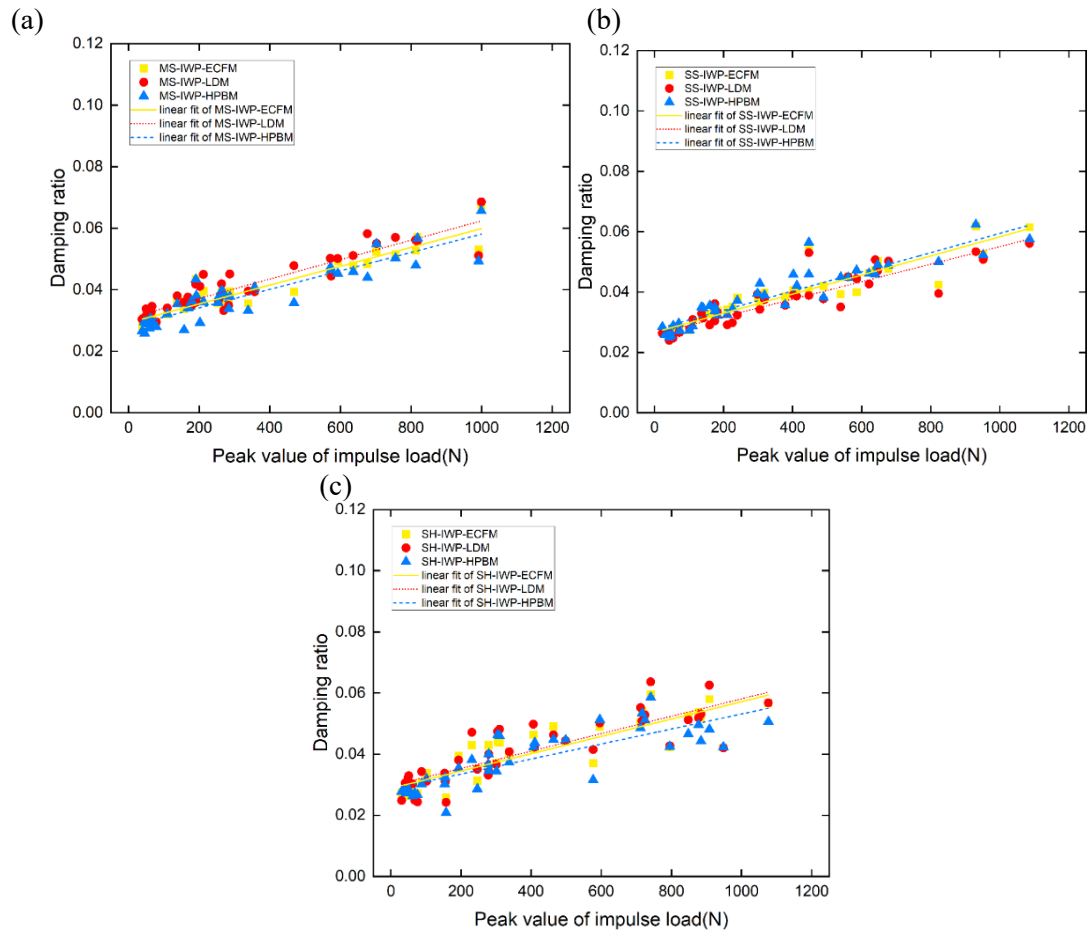 (a)
0.12
0.10
0.08
0.06
0.04
0.02
0.00
Damping ratio
MS-IWP-ECFM
MS-IWP-LDM
MS-IWP-HPBM
linear fit of MS-IWP-ECFM
linear fit of MS-IWP-LDM
linear fit of MS-IWP-HPBM
0 200 400 600 800 1000 1200
Peak value of impulse load(N)
(b)
0.12
0.10
0.08
0.06
0.04
0.02
0.00
Damping ratio
SS-IWP-ECFM
SS-IWP-LDM
SS-IWP-HPBM
linear fit of SS-IWP-ECFM
linear fit of SS-IWP-LDM
linear fit of SS-IWP-HPBM
0 200 400 600 800 1000 1200
Peak value of impulse load(N)
(c)
0.12
0.10
0.08
0.06
0.04
0.02
0.00
Damping ratio
SH-IWP-ECFM
SH-IWP-LDM
SH-IWP-HPBM
linear fit of SH-IWP-ECFM
linear fit of SH-IWP-LDM
linear fit of SH-IWP-HPBM
0 200 400 600 800 1000 1200
Peak value of impulse load(N)